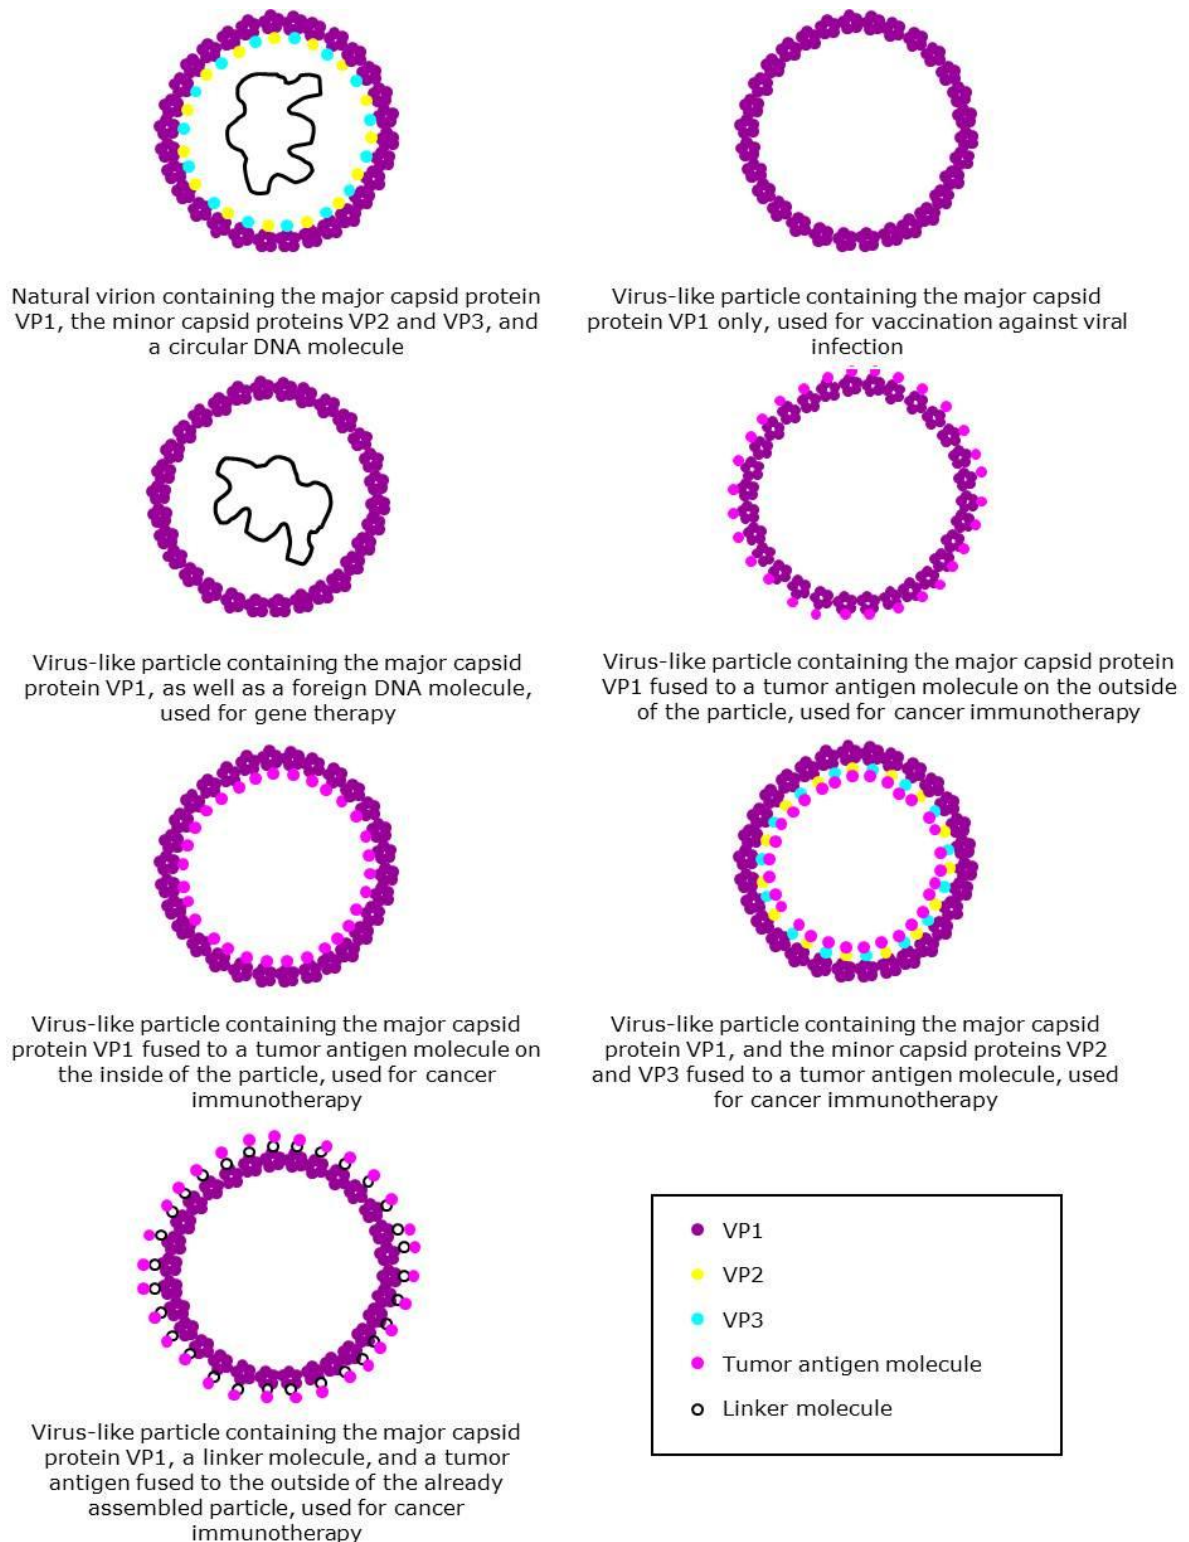 Natural virion containing the major capsid protein
VP1, the minor capsid proteins VP2 and VP3, and
a circular DNA molecule
Virus-like particle containing the major capsid
protein VP1 only, used for vaccination against viral
infection
Virus-like particle containing the major capsid
protein VP1, as well as a foreign DNA molecule,
used for gene therapy
Virus-like particle containing the major capsid protein
VP1 fused to a tumor antigen molecule on the outside
of the particle, used for cancer immunotherapy
Virus-like particle containing the major capsid
protein VP1 fused to a tumor antigen molecule on
the inside of the particle, used for cancer
immunotherapy
Virus-like particle containing the major capsid
protein VP1, and the minor capsid proteins VP2
and VP3 fused to a tumor antigen molecule, used
for cancer immunotherapy
Virus-like particle containing the major capsid
protein VP1, a linker molecule, and a tumor
antigen fused to the outside of the already
assembled particle, used for cancer
immunotherapy
VP1
VP2
VP3
Tumor antigen molecule
Linker molecule